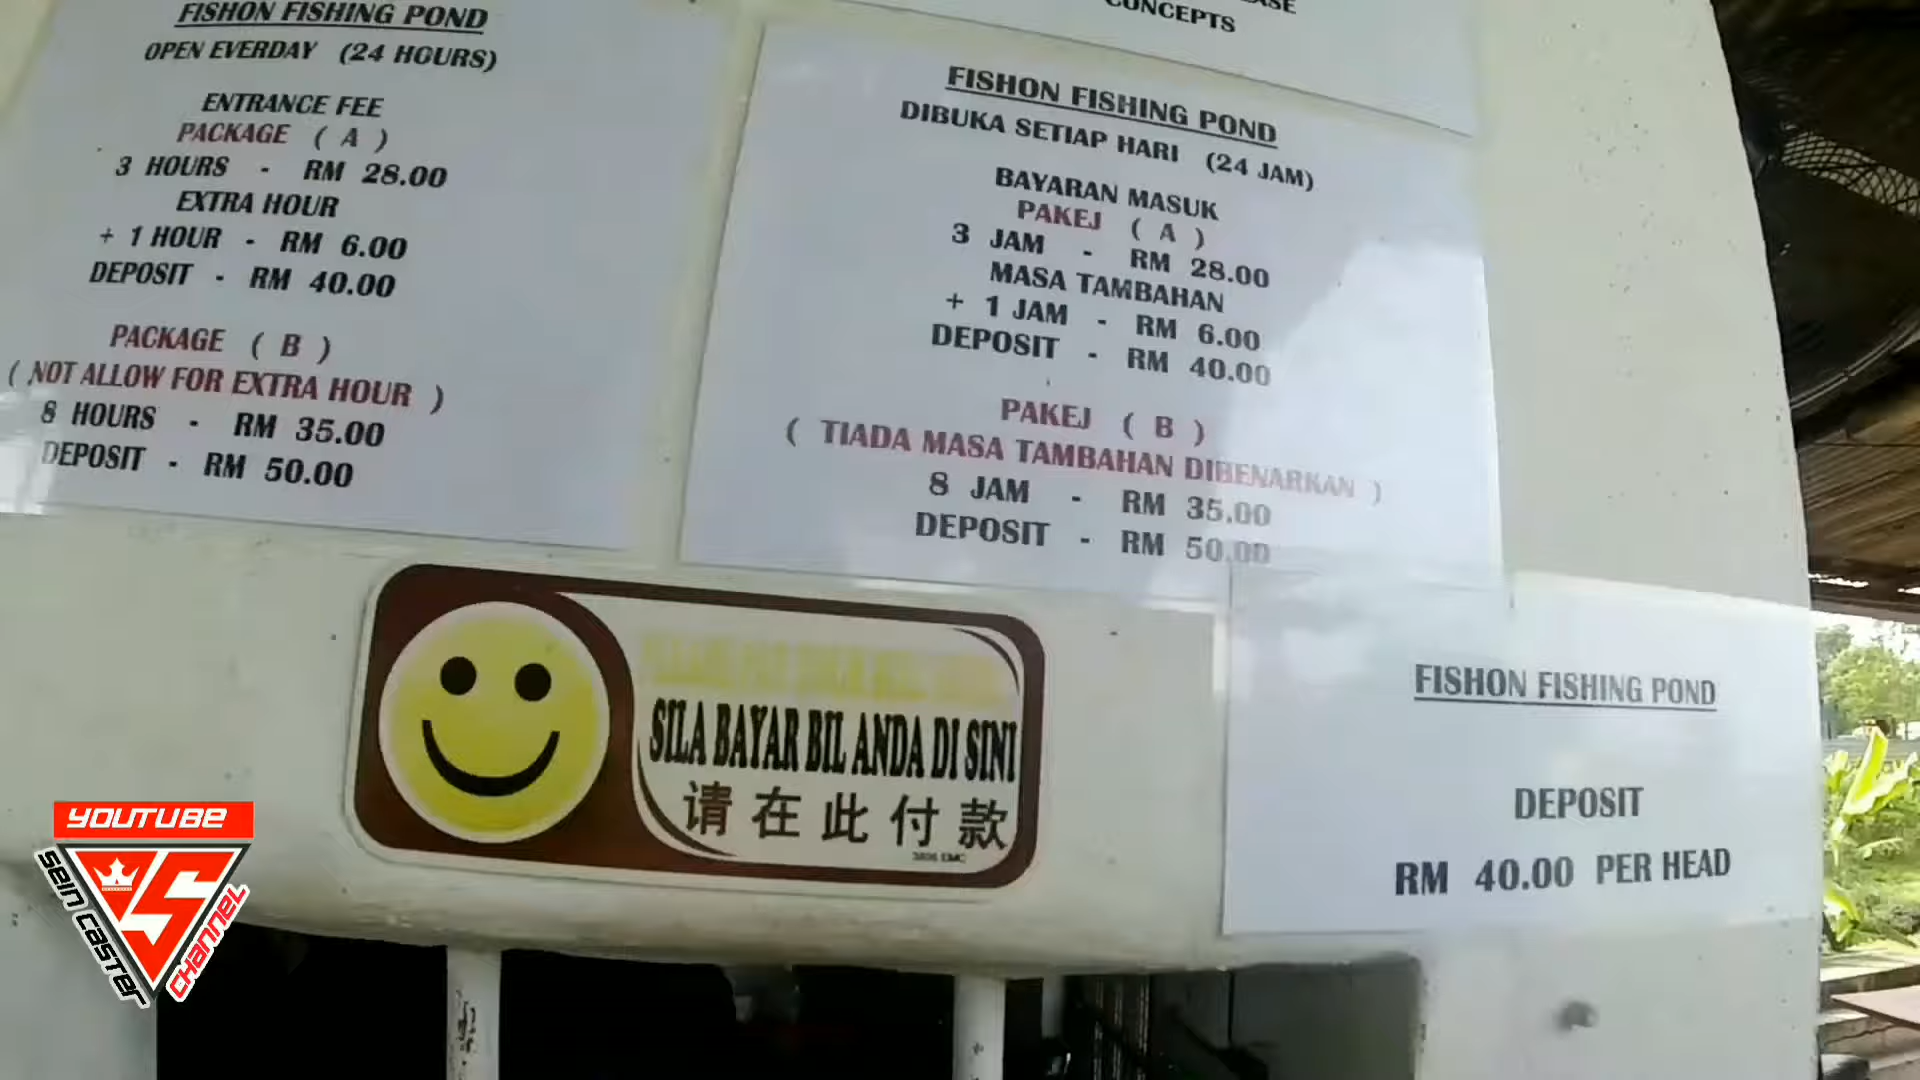 FISHON FISHING POND
OPEN EVERDAY (24 HOURS)
ENTRANCE FEE
PACKAGE ( A )
3 HOURS - RM 28.00
EXTRA HOUR
+ 1 HOUR - RM 6.00
DEPOSIT - RM 40.00
PACKAGE ( B )
( NOT ALLOW FOR EXTRA HOUR )
8 HOURS - RM 35.00
DEPOSIT - RM 50.00
CONCEPTS
FISHON FISHING POND
DIBUKA SETIAP HARI (24 JAM)
BAYARAN MASUK
PAKEJ ( A )
3 JAM - RM 28.00
MASA TAMBAHAN
+ 1 JAM - RM 6.00
DEPOSIT - RM 40.00
PAKEJ ( B )
( TIADA MASA TAMBAHAN DIBENARKAN )
8 JAM - RM 35.00
DEPOSIT - RM 50.00
SILA BAYAR BIL ANDA DI SINI
请在此付款
FISHON FISHING POND
DEPOSIT
RM 40.00 PER HEAD
YOUTUBE
SEIN CASTER
CHANNEL